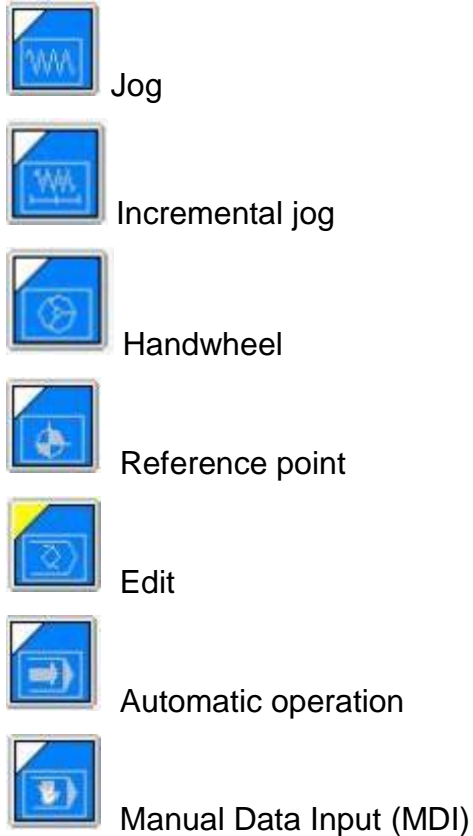 Jog
Incremental jog
Handwheel
Reference point
Edit
Automatic operation
Manual Data Input (MDI)